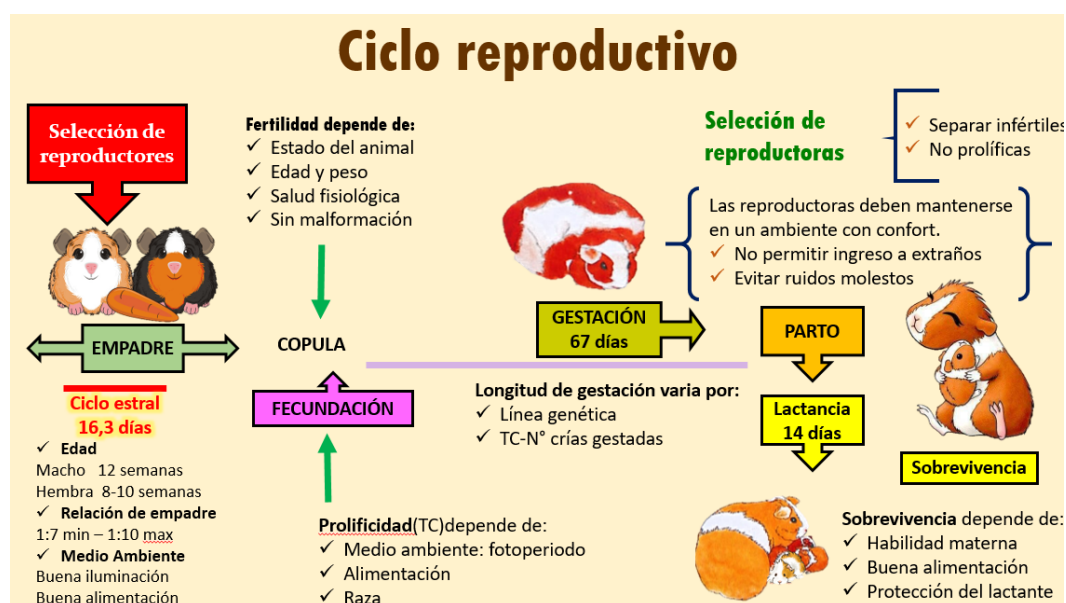 Ciclo reproductivo
Selección de
reproductores
EMPADRE
Ciclo estral
16,3 días
✓ Edad
Macho 12 semanas
Hembra 8-10 semanas
✓ Relación de empadre
1:7 min – 1:10 max
✓ Medio Ambiente
Buena iluminación
Buena alimentación
Fertilidad depende de:
✓ Estado del animal
✓ Edad y peso
✓ Salud fisiológica
✓ Sin malformación
COPULA
FECUNDACIÓN
Prolificidad(TC)depende de:
✓ Medio ambiente: fotoperiodo
✓ Alimentación
✓ Raza
Selección de
reproductoras
✓ Separar infértiles
✓ No prolíficas
Las reproductoras deben mantenerse
en un ambiente con confort.
✓ No permitir ingreso a extraños
✓ Evitar ruidos molestos
GESTACIÓN
67 días
Longitud de gestación varia por:
✓ Línea genética
✓ TC-N° crías gestadas
PARTO
Lactancia
14 días
Sobrevivencia
Sobrevivencia depende de:
✓ Habilidad materna
✓ Buena alimentación
✓ Protección del lactante